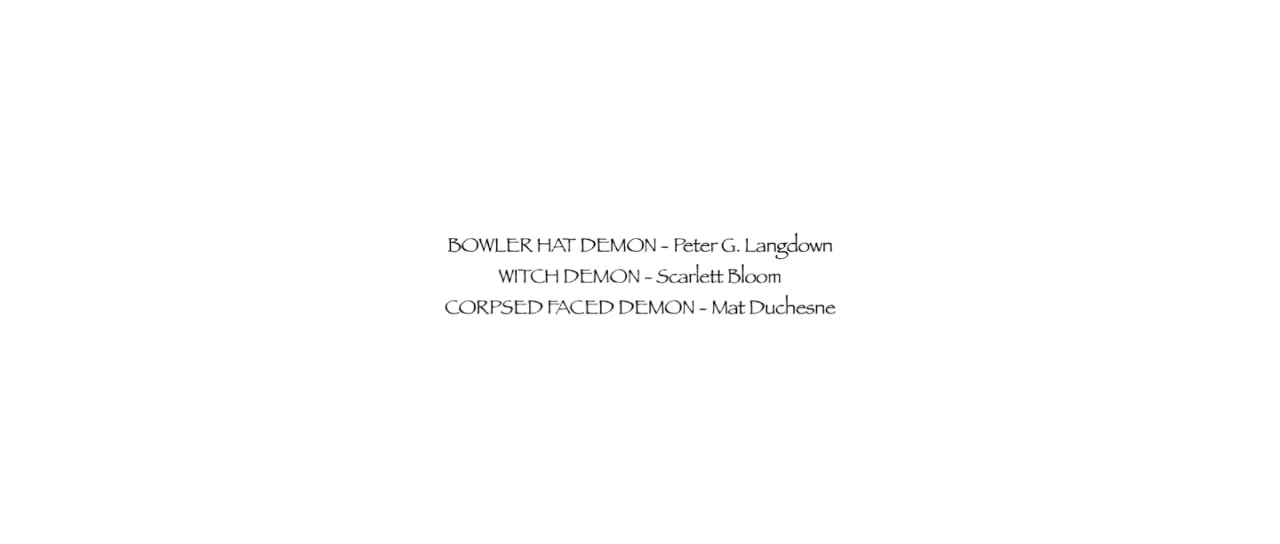 BOWLER HAT DEMON - Peter G. Langdown
WITCH DEMON - Scarlett Bloom
CORPSED FACED DEMON - Mat Duchesne